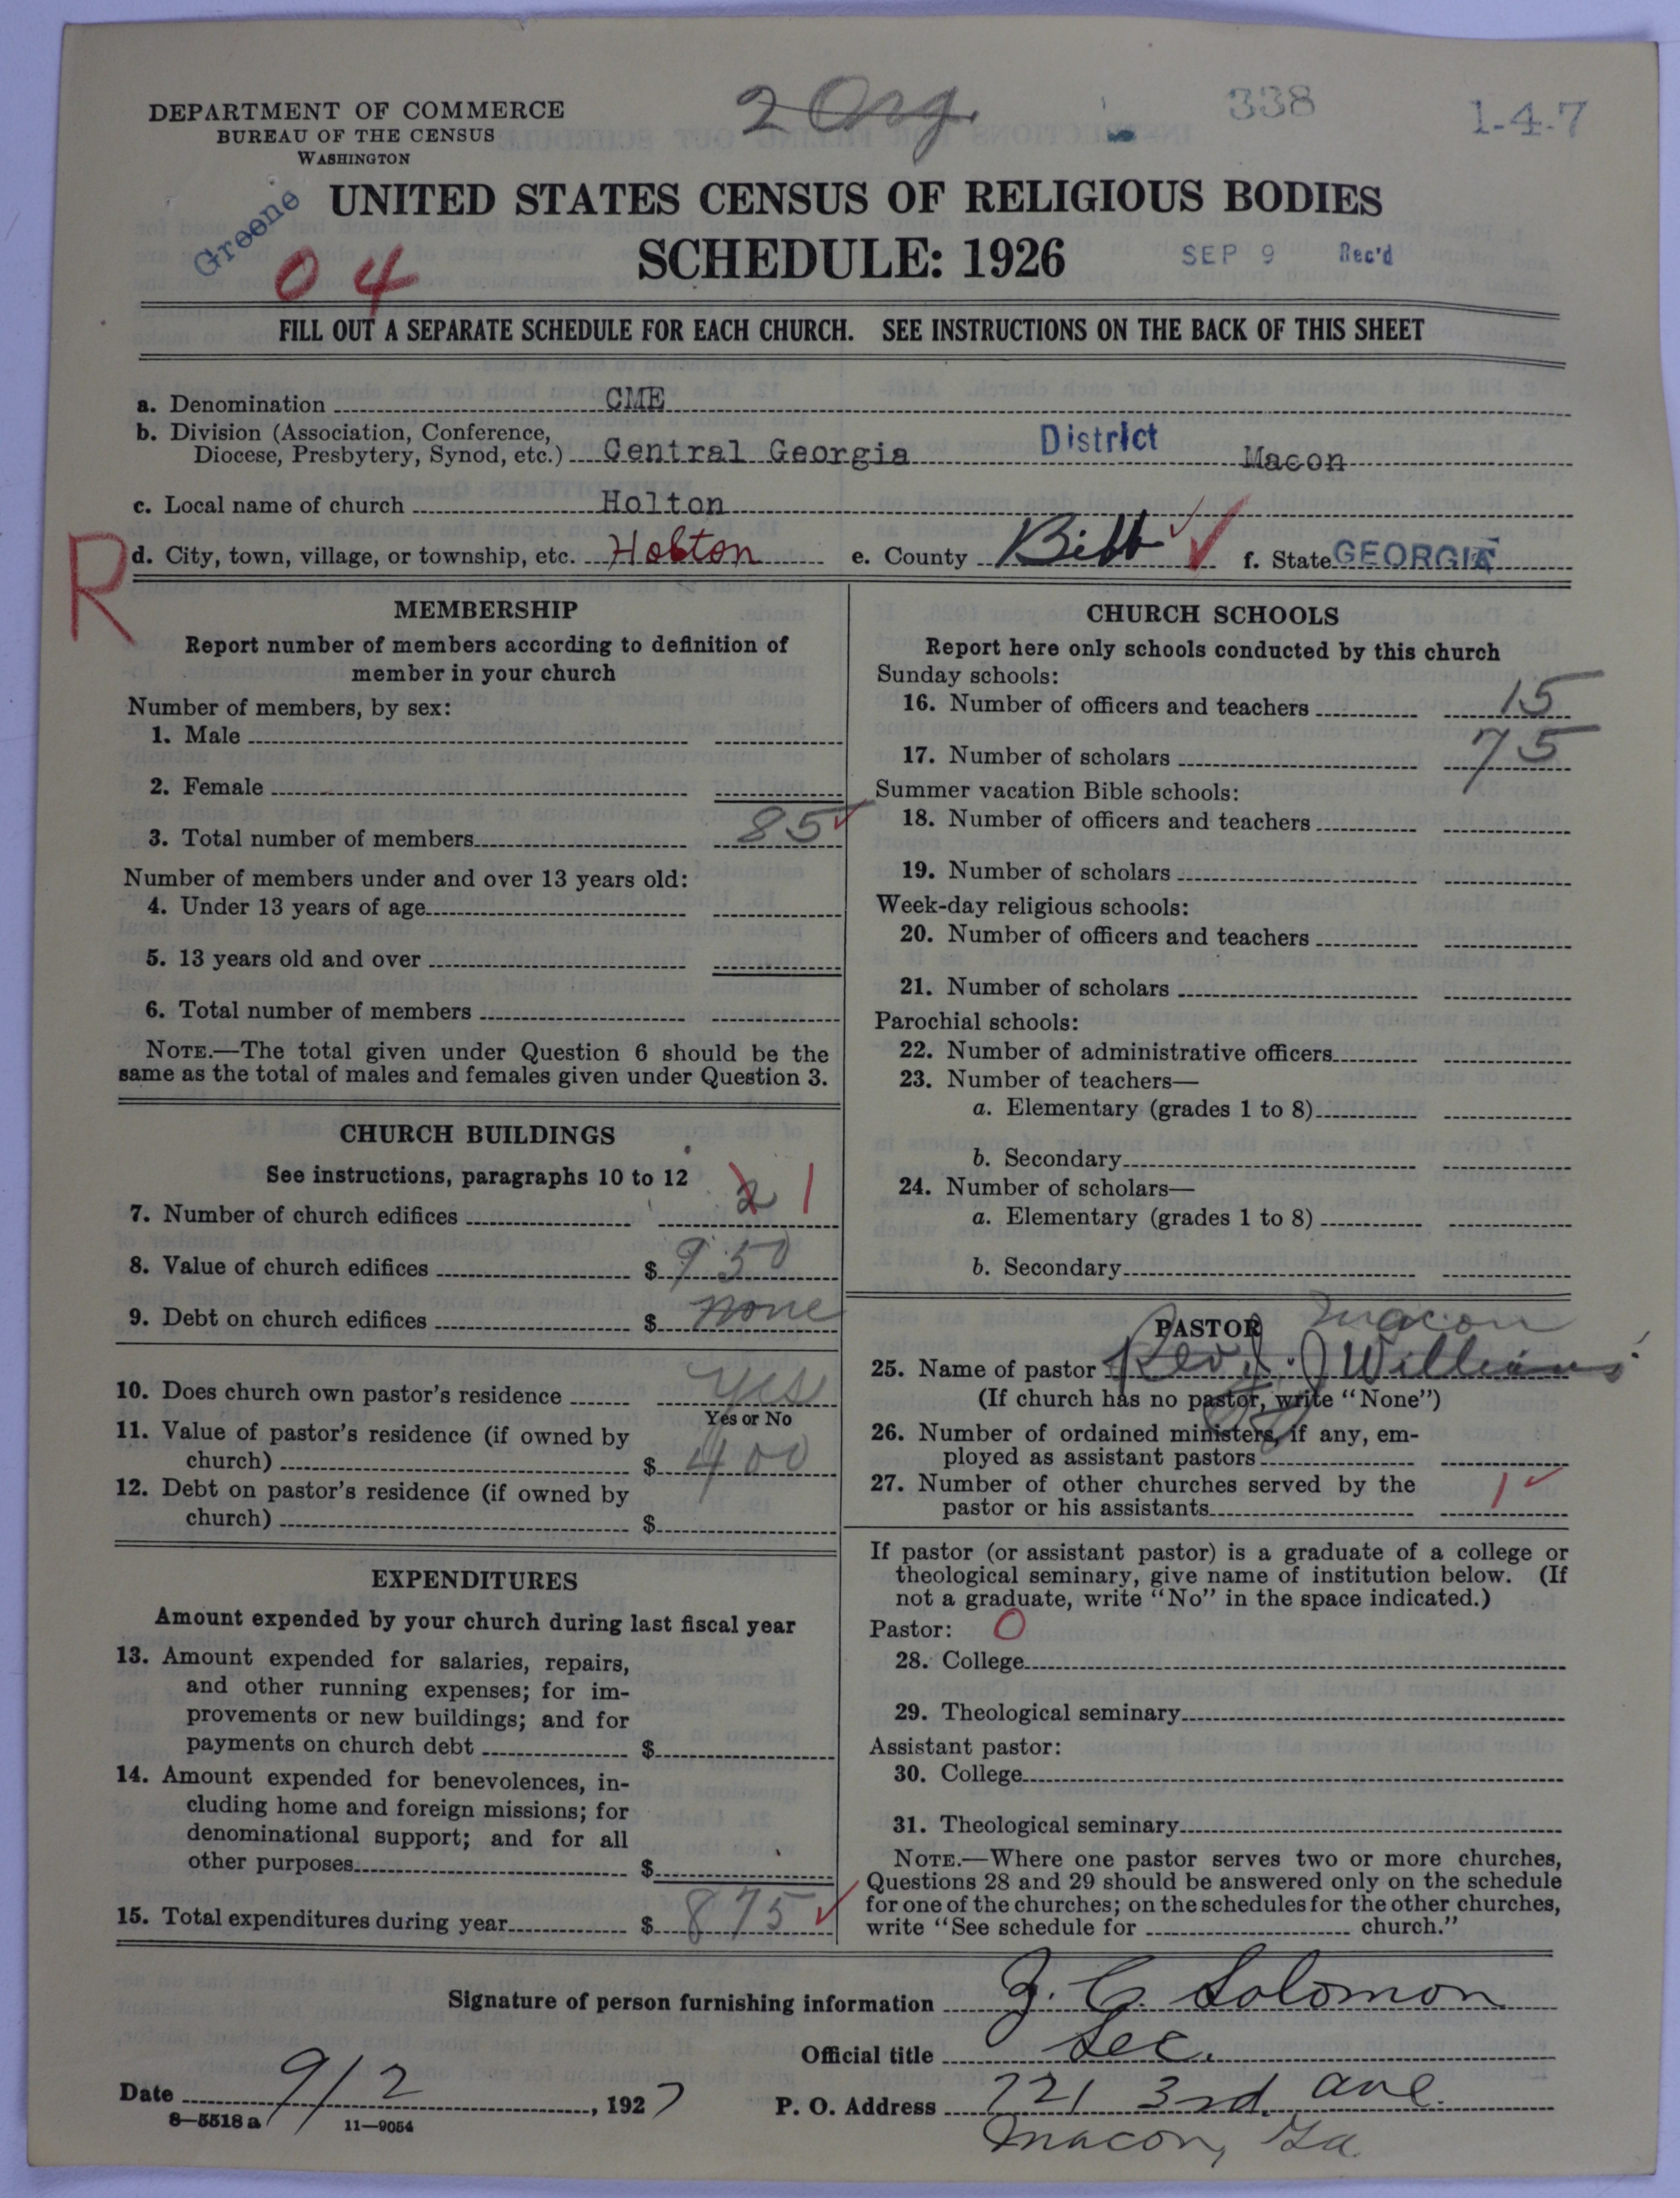 2 Org.
338
1-4-7
DEPARTMENT OF COMMERCE
BUREAU OF THE CENSUS
WASHINGTON
Greene
04
UNITED STATES CENSUS OF RELIGIOUS BODIES
SCHEDULE: 1926
SEP 9 Rec'd
FILL OUT A SEPARATE SCHEDULE FOR EACH CHURCH. SEE INSTRUCTIONS ON THE BACK OF THIS SHEET
a. Denomination CME
b. Division (Association, Conference,
Diocese, Presbytery, Synod, etc.) Central Georgia District Macon
c. Local name of church Holton
R
d. City, town, village, or township, etc. Holton e. County Bibb f. State GEORGIA
MEMBERSHIP
Report number of members according to definition of
member in your church
Number of members, by sex:
1. Male
2. Female
3. Total number of members 85
Number of members under and over 13 years old:
4. Under 13 years of age
5. 13 years old and over
6. Total number of members
NOTE.—The total given under Question 6 should be the
same as the total of males and females given under Question 3.
CHURCH BUILDINGS
See instructions, paragraphs 10 to 12
7. Number of church edifices 2 1
8. Value of church edifices $ 950
9. Debt on church edifices $ none
10. Does church own pastor's residence yes
Yes or No
11. Value of pastor's residence (if owned by
church) $ 400
12. Debt on pastor's residence (if owned by
church) $
EXPENDITURES
Amount expended by your church during last fiscal year
13. Amount expended for salaries, repairs,
and other running expenses; for im-
provements or new buildings; and for
payments on church debt $
14. Amount expended for benevolences, in-
cluding home and foreign missions; for
denominational support; and for all
other purposes $
15. Total expenditures during year $ 875
CHURCH SCHOOLS
Report here only schools conducted by this church
Sunday schools:
16. Number of officers and teachers 15
17. Number of scholars 75
Summer vacation Bible schools:
18. Number of officers and teachers
19. Number of scholars
Week-day religious schools:
20. Number of officers and teachers
21. Number of scholars
Parochial schools:
22. Number of administrative officers
23. Number of teachers—
a. Elementary (grades 1 to 8)
b. Secondary
24. Number of scholars—
a. Elementary (grades 1 to 8)
b. Secondary
PASTOR Macon
25. Name of pastor Rev. J. J Williams
(If church has no pastor, write "None")
26. Number of ordained ministers, if any, em-
ployed as assistant pastors
27. Number of other churches served by the
pastor or his assistants 1
If pastor (or assistant pastor) is a graduate of a college or
theological seminary, give name of institution below. (If
not a graduate, write "No" in the space indicated.)
Pastor: O
28. College
29. Theological seminary
Assistant pastor:
30. College
31. Theological seminary
NOTE.—Where one pastor serves two or more churches,
Questions 28 and 29 should be answered only on the schedule
for one of the churches; on the schedules for the other churches,
write "See schedule for church."
Signature of person furnishing information J. C. Solomon
Official title Sec.
Date 9/2, 1927
P. O. Address 721 3rd. ave.
Macon, Ga.
8—5518 a 11—9054